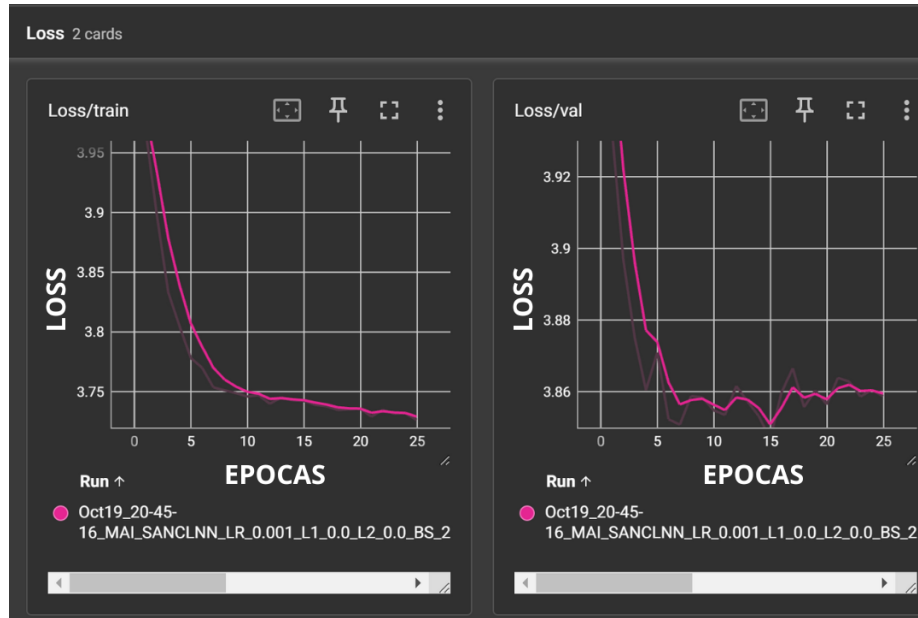 Loss 2 cards
Loss/train
3.95
3.9
3.85
3.8
3.75
0 5 10 15 20 25
LOSS
EPOCAS
Run ↑
Oct19_20-45-
16_MAI_SANCLNN_LR_0.001_L1_0.0_L2_0.0_BS_2
Loss/val
3.92
3.9
3.88
3.86
0 5 10 15 20 25
LOSS
EPOCAS
Run ↑
Oct19_20-45-
16_MAI_SANCLNN_LR_0.001_L1_0.0_L2_0.0_BS_2